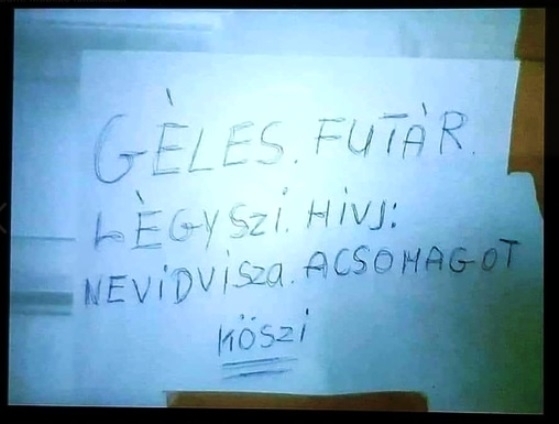 GÈLES. FUTÀR.
LÈGYSZI. HIVJ:
NEVIDVISZA. ACSOMAGOT
KÖSZI